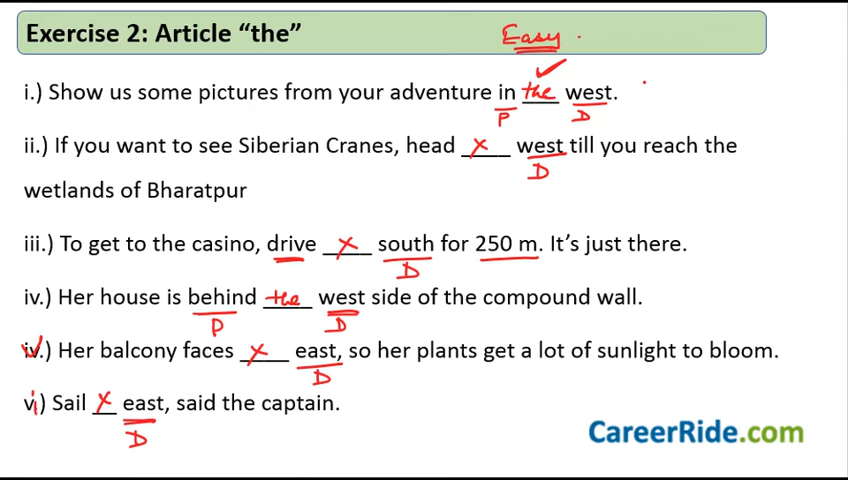 Exercise 2: Article “the”
Easy
i.) Show us some pictures from your adventure in the west.
P D
ii.) If you want to see Siberian Cranes, head x west till you reach the
D
wetlands of Bharatpur
iii.) To get to the casino, drive x south for 250 m. It’s just there.
D
iv.) Her house is behind the west side of the compound wall.
P D
v.) Her balcony faces x east, so her plants get a lot of sunlight to bloom.
D
vi) Sail x east, said the captain.
D
CareerRide.com